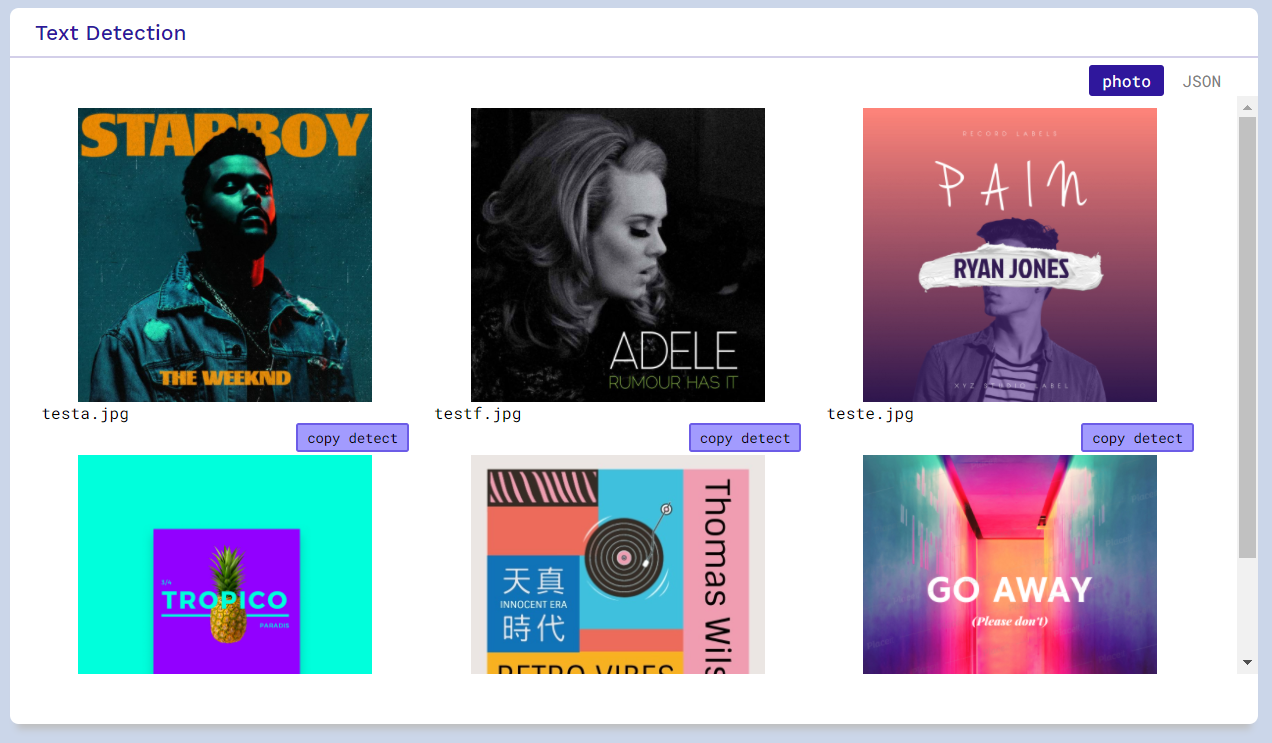 Text Detection
photo
JSON
STARBOY
THE WEEKND
ADELE
RUMOUR HAS IT
RECORD LABELS
PAIN
RYAN JONES
XYZ STUDIO LABEL
testa.jpg
testf.jpg
teste.jpg
copy detect
copy detect
copy detect
3/4
TROPICO
PARADIS
天真
INNOCENT ERA
時代
RETRO VIBES
Thomas Wils
GO AWAY
(Please don't)